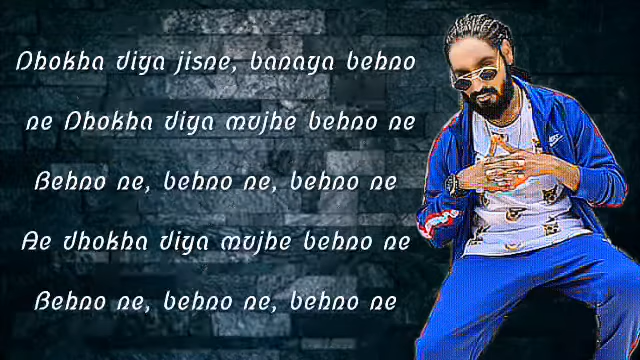 Dhokha diya jisne, banaya behno
ne Dhokha diya mujhe behno ne
Behno ne, behno ne, behno ne
Ae dhokha diya mujhe behno ne
Behno ne, behno ne, behno ne